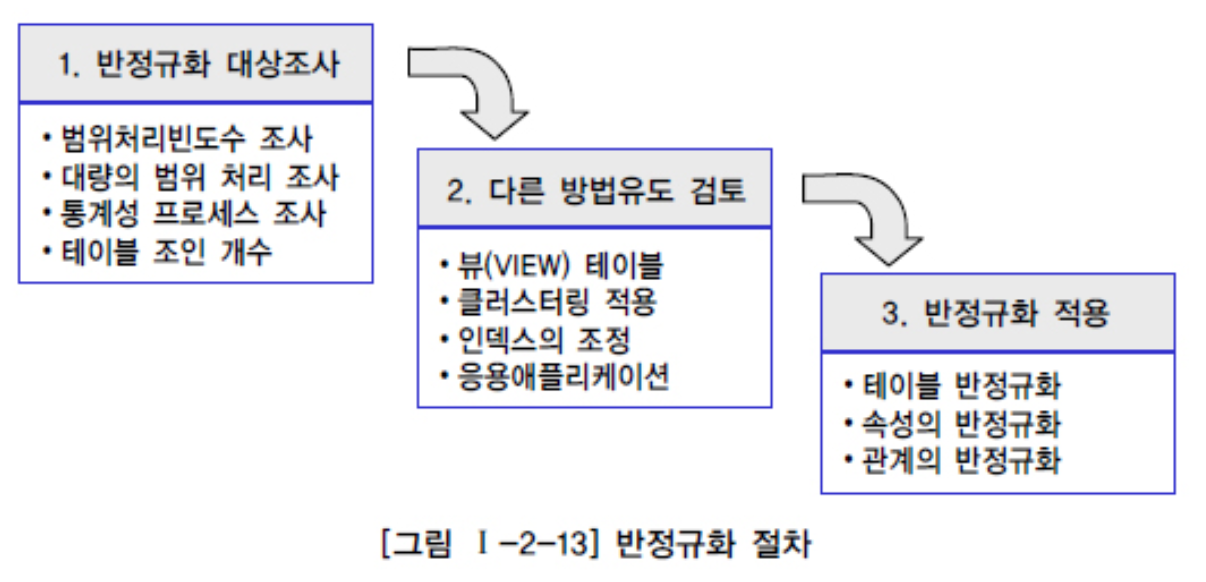 1. 반정규화 대상조사
• 범위처리빈도수 조사
• 대량의 범위 처리 조사
• 통계성 프로세스 조사
• 테이블 조인 개수
2. 다른 방법유도 검토
• 뷰(VIEW) 테이블
• 클러스터링 적용
• 인덱스의 조정
• 응용애플리케이션
3. 반정규화 적용
• 테이블 반정규화
• 속성의 반정규화
• 관계의 반정규화
[그림 Ⅰ-2-13] 반정규화 절차